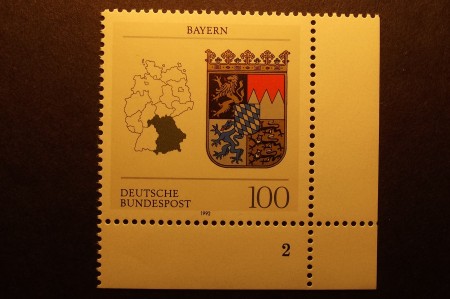 BAYERN
DEUTSCHE
BUNDESPOST
1992
100
2